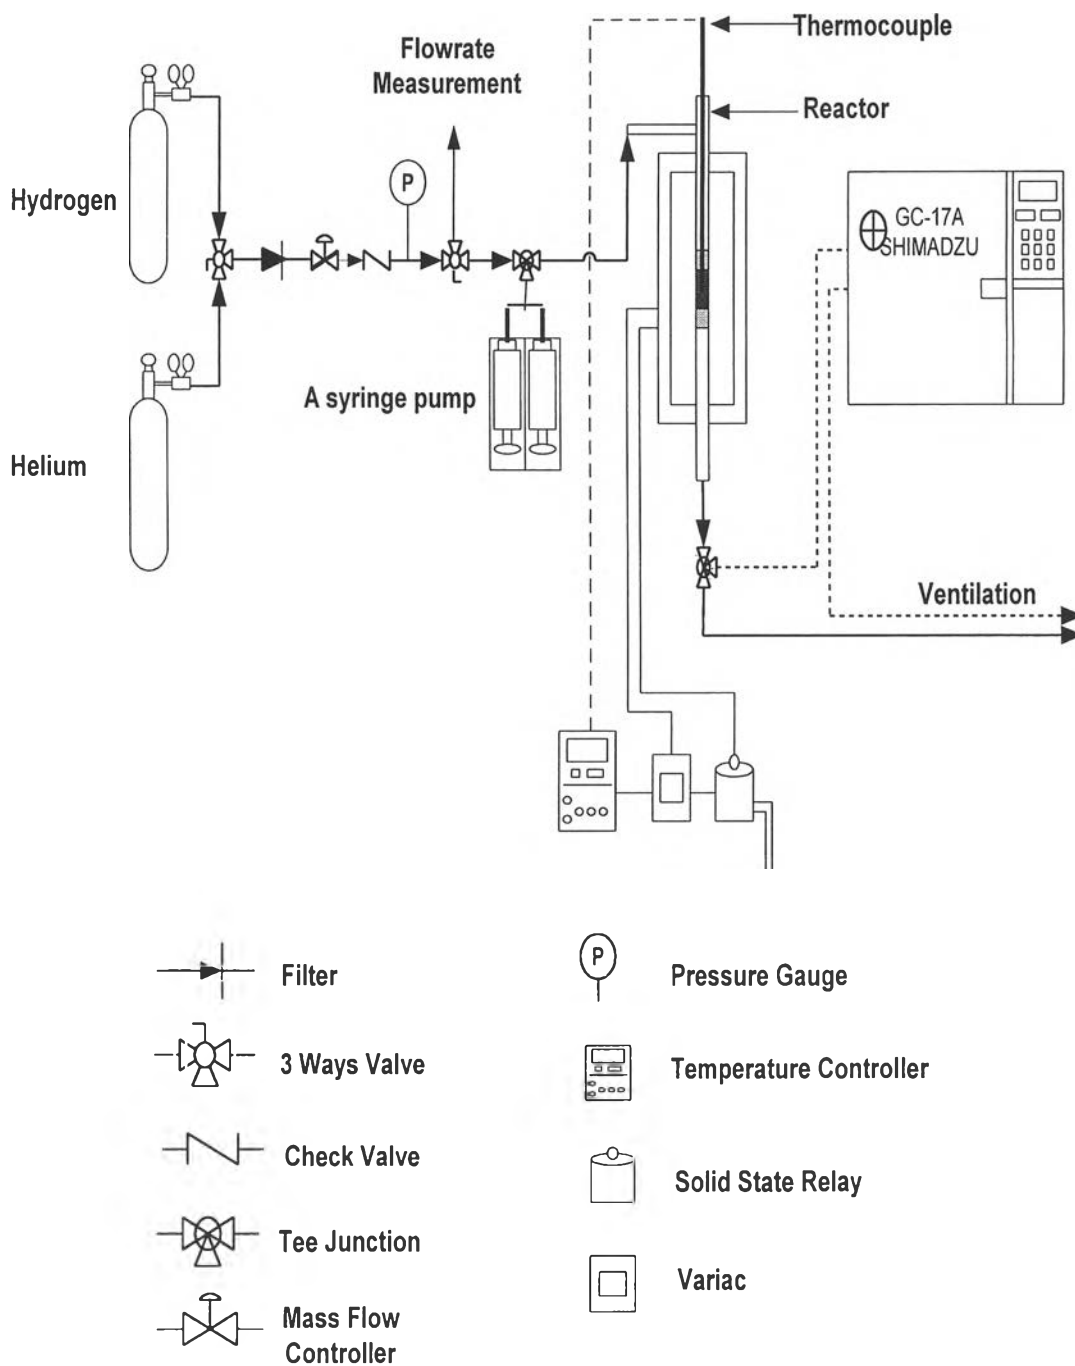 Thermocouple
Flowrate
Measurement
Reactor
P
Hydrogen
GC-17A
SHIMADZU
A syringe pump
Helium
Ventilation
Filter
P
Pressure Gauge
3 Ways Valve
Temperature Controller
Check Valve
Solid State Relay
Tee Junction
Variac
Mass Flow
Controller